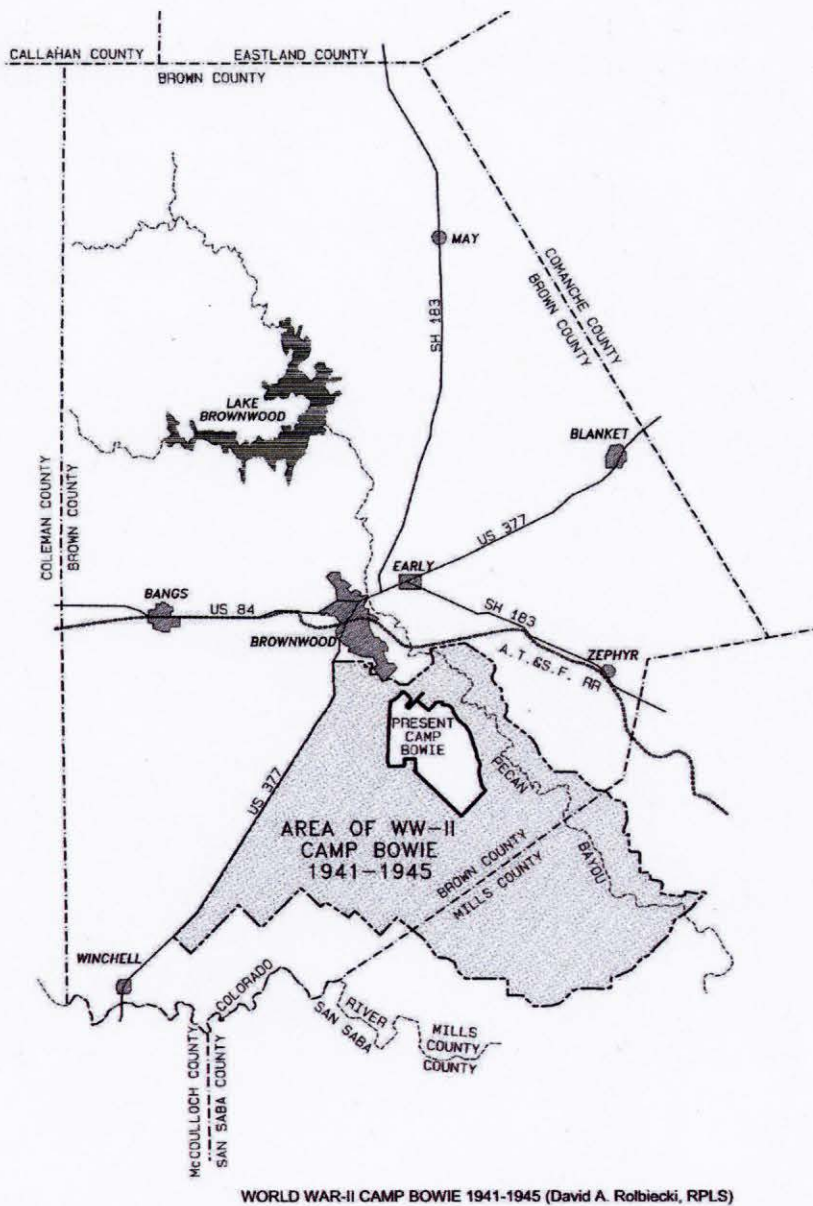 CALLAHAN COUNTY
EASTLAND COUNTY
BROWN COUNTY
MAY
SH 183
COMANCHE COUNTY
BROWN COUNTY
LAKE
BROWNWOOD
BLANKET
COLEMAN COUNTY
BROWN COUNTY
US 377
EARLY
BANGS
US 84
SH 183
BROWNWOOD
ZEPHYR
A.T.&S.F. RR
PRESENT
CAMP
BOWIE
PECAN
BAYOU
US 377
AREA OF WW-II
CAMP BOWIE
1941-1945
BROWN COUNTY
MILLS COUNTY
WINCHELL
COLORADO
RIVER
SAN SABA
COUNTY
MILLS
COUNTY
McCOULLOCH COUNTY
SAN SABA COUNTY
WORLD WAR-II CAMP BOWIE 1941-1945 (David A. Rolbiecki, RPLS)